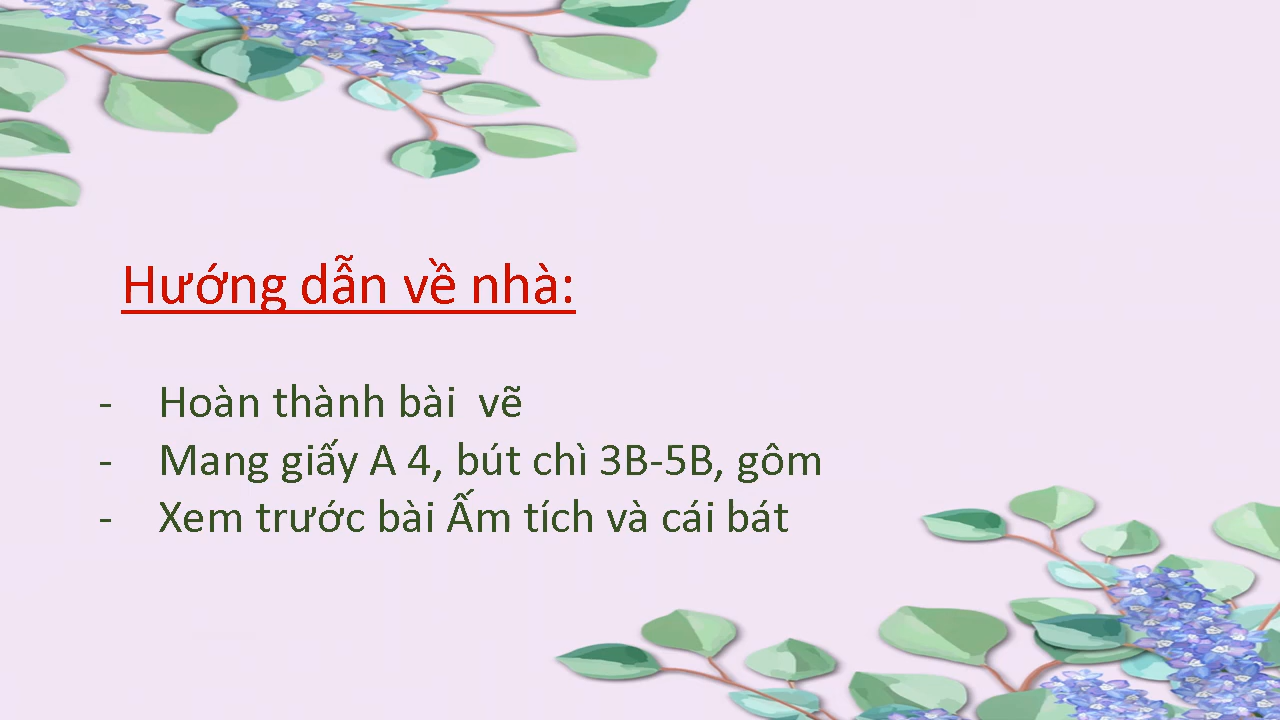 Hướng dẫn về nhà:
- Hoàn thành bài  vẽ
- Mang giấy A 4, bút chì 3B-5B, gôm
- Xem trước bài Ấm tích và cái bát